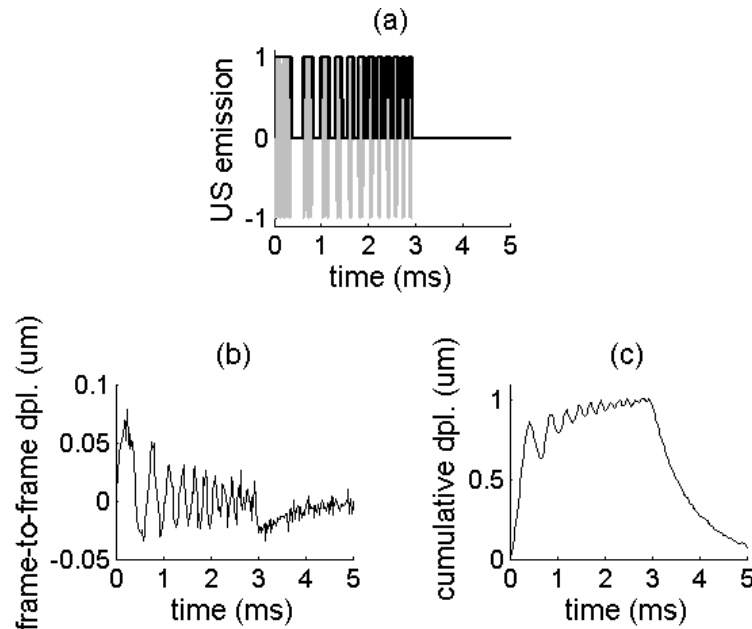 (a)
US emission
1
0
-1
0 1 2 3 4 5
time (ms)
(b)
frame-to-frame dpl. (um)
0.1
0.05
0
-0.05
0 1 2 3 4 5
time (ms)
(c)
cumulative dpl. (um)
1
0.5
0
0 1 2 3 4 5
time (ms)